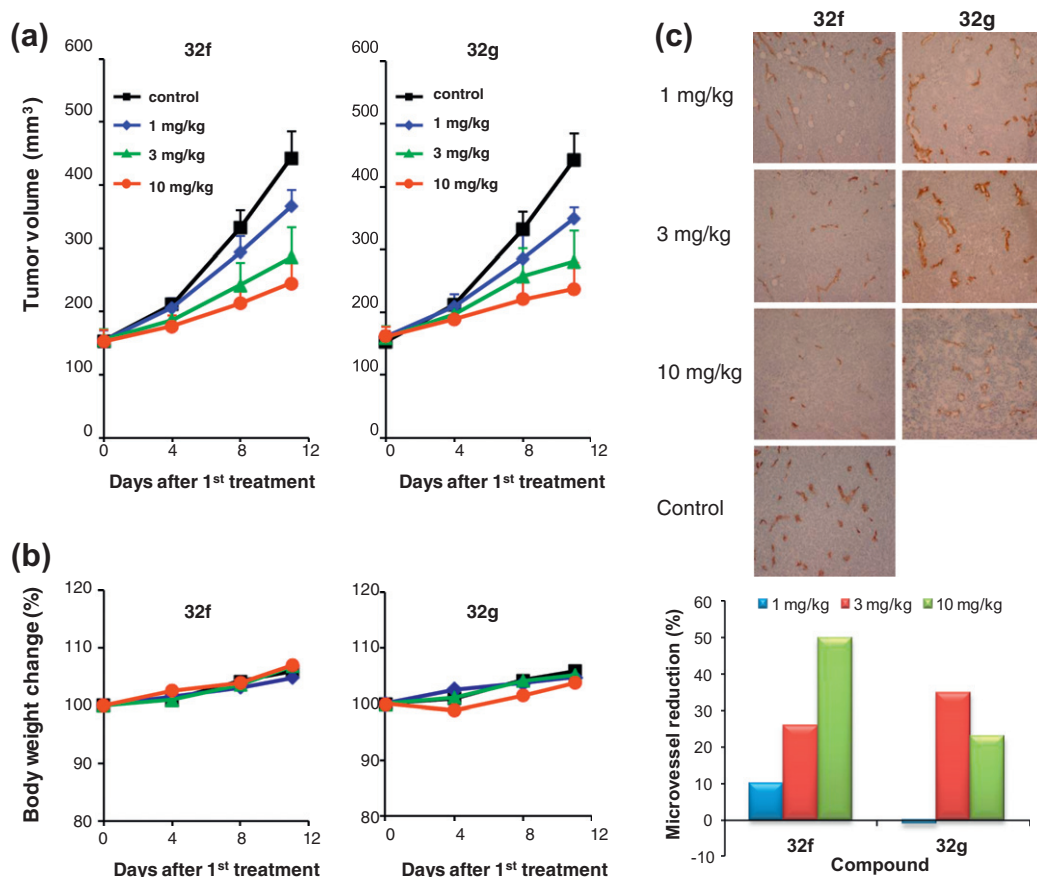 (a)
32f
600
500
400
300
200
100
0
Tumor volume (mm³)
control
1 mg/kg
3 mg/kg
10 mg/kg
0 4 8 12
Days after 1st treatment
32g
600
500
400
300
200
100
0
control
1 mg/kg
3 mg/kg
10 mg/kg
0 4 8 12
Days after 1st treatment
(b)
32f
120
110
100
90
80
Body weight change (%)
0 4 8 12
Days after 1st treatment
32g
120
110
100
90
80
0 4 8 12
Days after 1st treatment
(c)
32f 32g
1 mg/kg
3 mg/kg
10 mg/kg
Control
1 mg/kg 3 mg/kg 10 mg/kg
60
50
40
30
20
10
0
-10
Microvessel reduction (%)
32f 32g
Compound